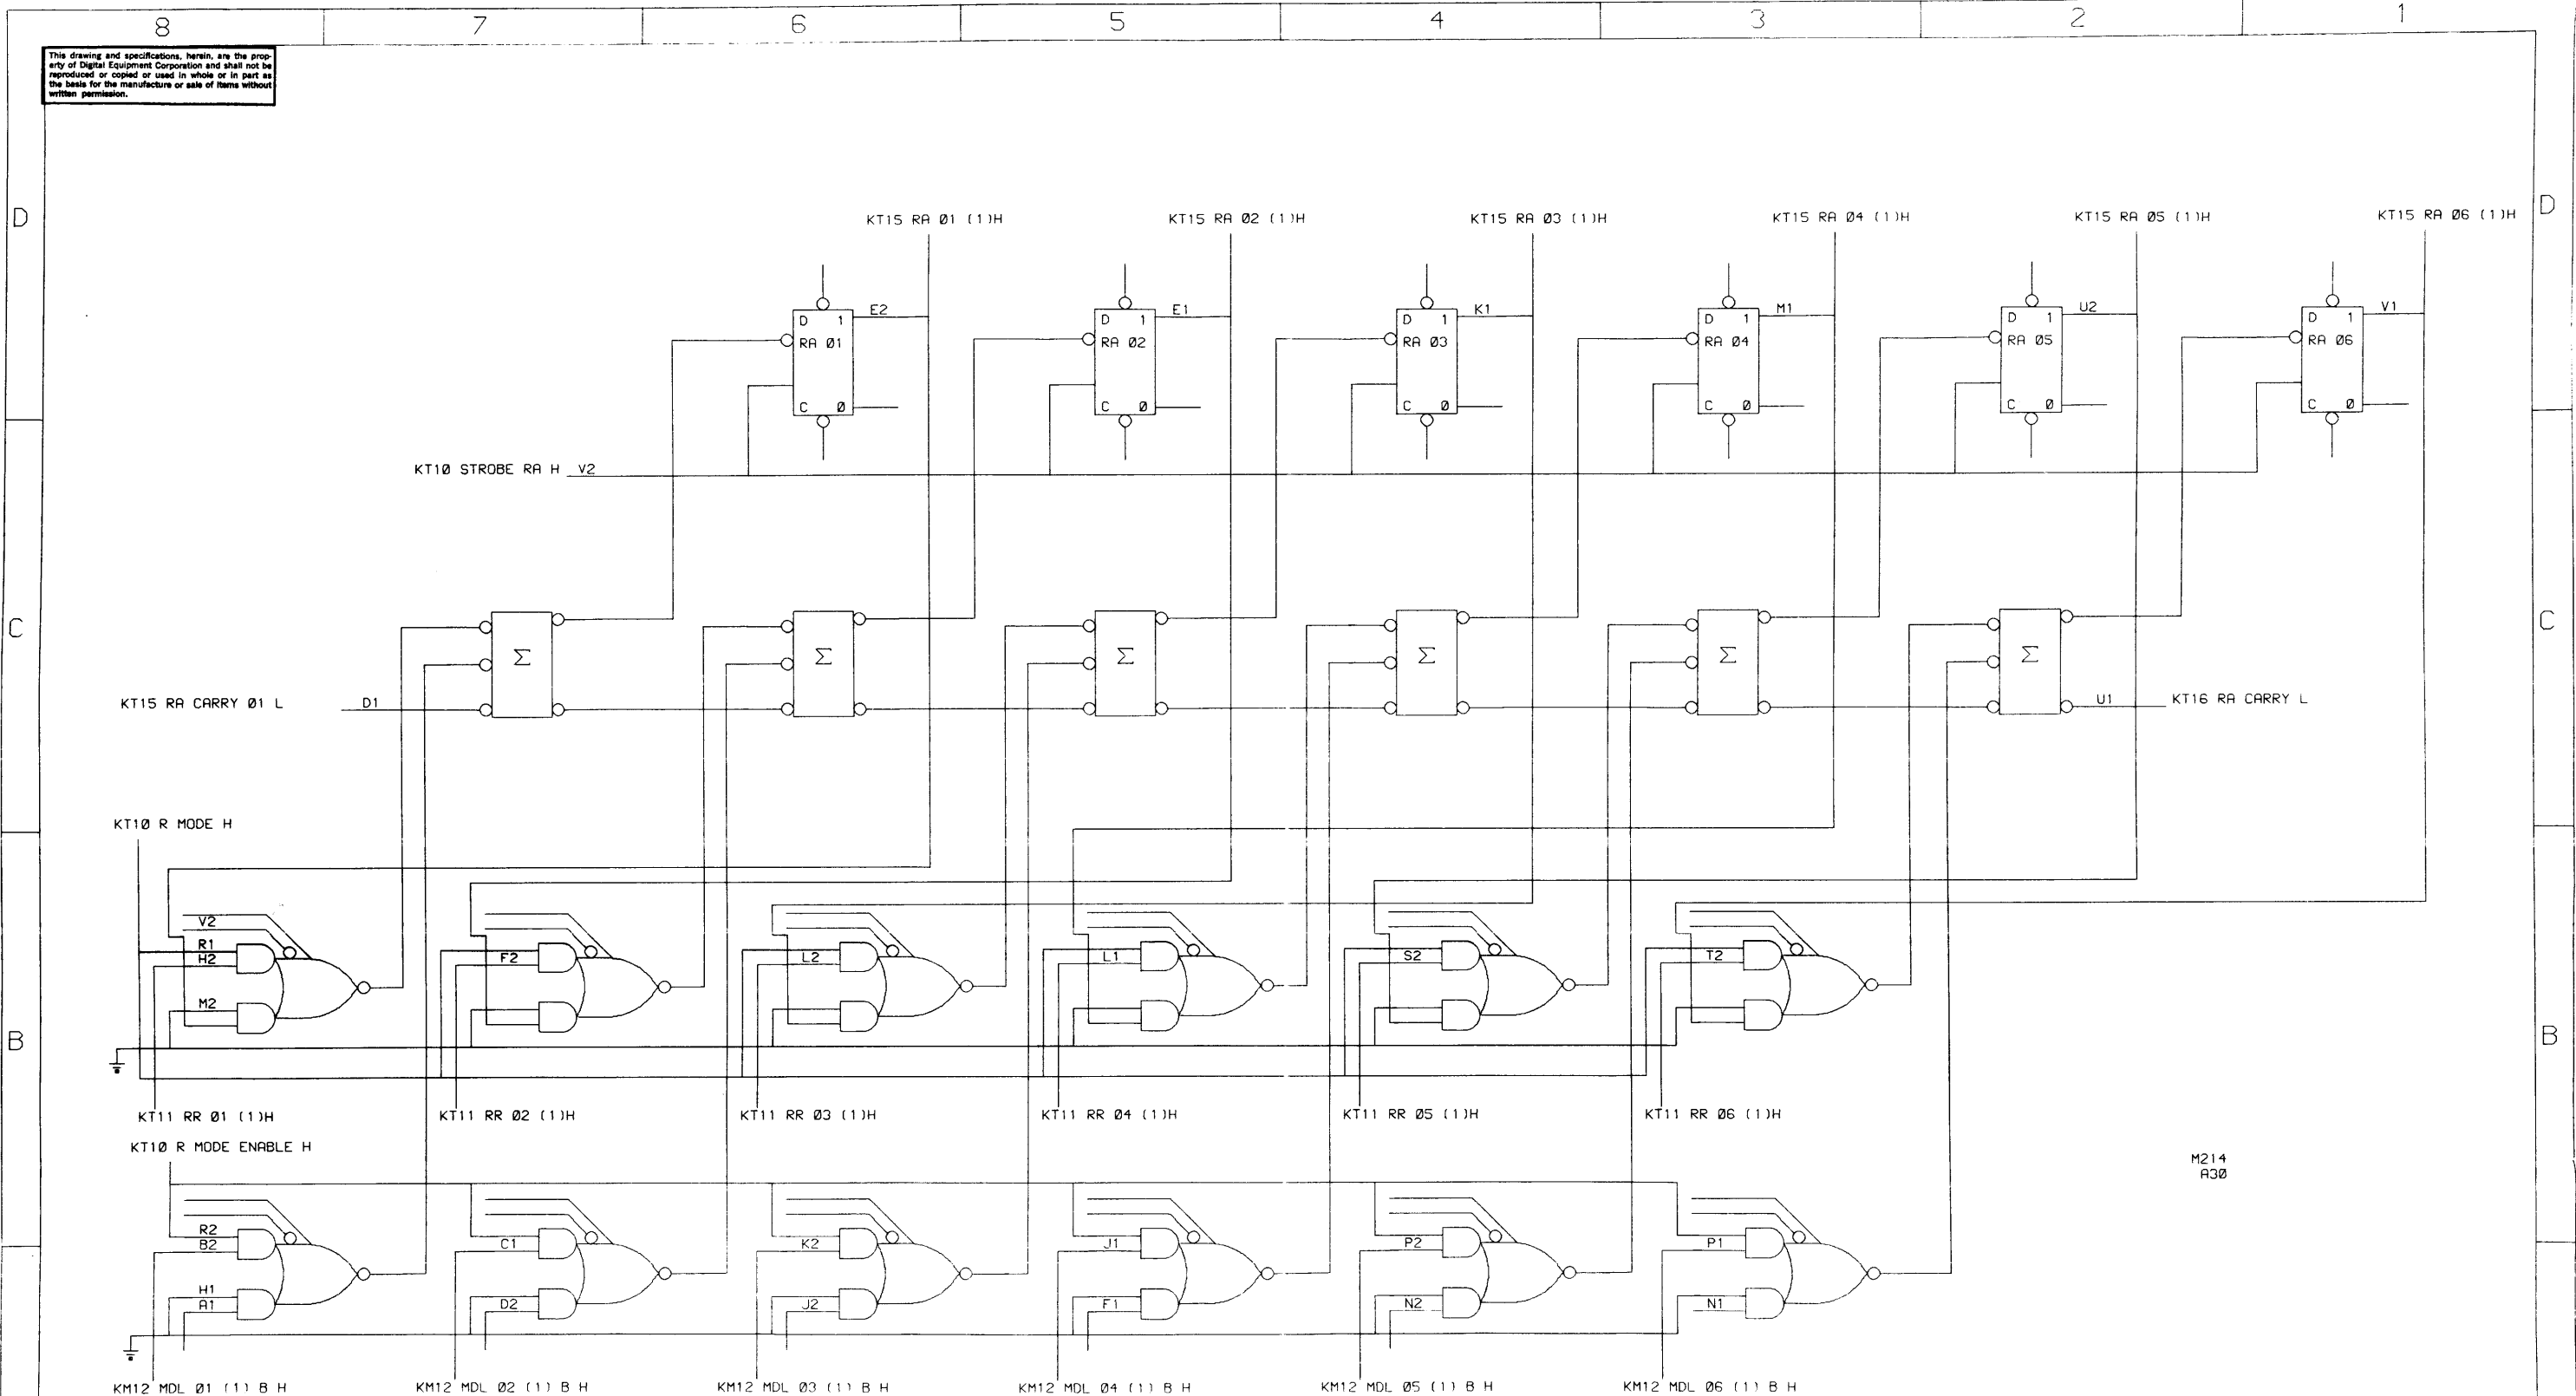 8 7 6 5 4 3 2 1
This drawing and specifications, herein, are the prop-
erty of Digital Equipment Corporation and shall not be
reproduced or copied or used in whole or in part as
the basis for the manufacture or sale of items without
written permission.
D D
KT15 RA Ø1 (1)H KT15 RA Ø2 (1)H KT15 RA Ø3 (1)H KT15 RA Ø4 (1)H KT15 RA Ø5 (1)H KT15 RA Ø6 (1)H
D 1 E2 D 1 E1 D 1 K1 D 1 M1 D 1 U2 D 1 V1
RA Ø1 RA Ø2 RA Ø3 RA Ø4 RA Ø5 RA Ø6
C Ø C Ø C Ø C Ø C Ø C Ø
KT1Ø STROBE RA H V2
C C
Σ Σ Σ Σ Σ Σ
KT15 RA CARRY Ø1 L D1 U1 KT16 RA CARRY L
KT1Ø R MODE H
V2
R1
H2 F2 L2 L1 S2 T2
M2
B B
KT11 RR Ø1 (1)H KT11 RR Ø2 (1)H KT11 RR Ø3 (1)H KT11 RR Ø4 (1)H KT11 RR Ø5 (1)H KT11 RR Ø6 (1)H
KT1Ø R MODE ENABLE H
M214
A3Ø
R2
B2 C1 K2 J1 P2 P1
H1
A1 D2 J2 F1 N2 N1
KM12 MDL Ø1 (1) B H KM12 MDL Ø2 (1) B H KM12 MDL Ø3 (1) B H KM12 MDL Ø4 (1) B H KM12 MDL Ø5 (1) B H KM12 MDL Ø6 (1) B H